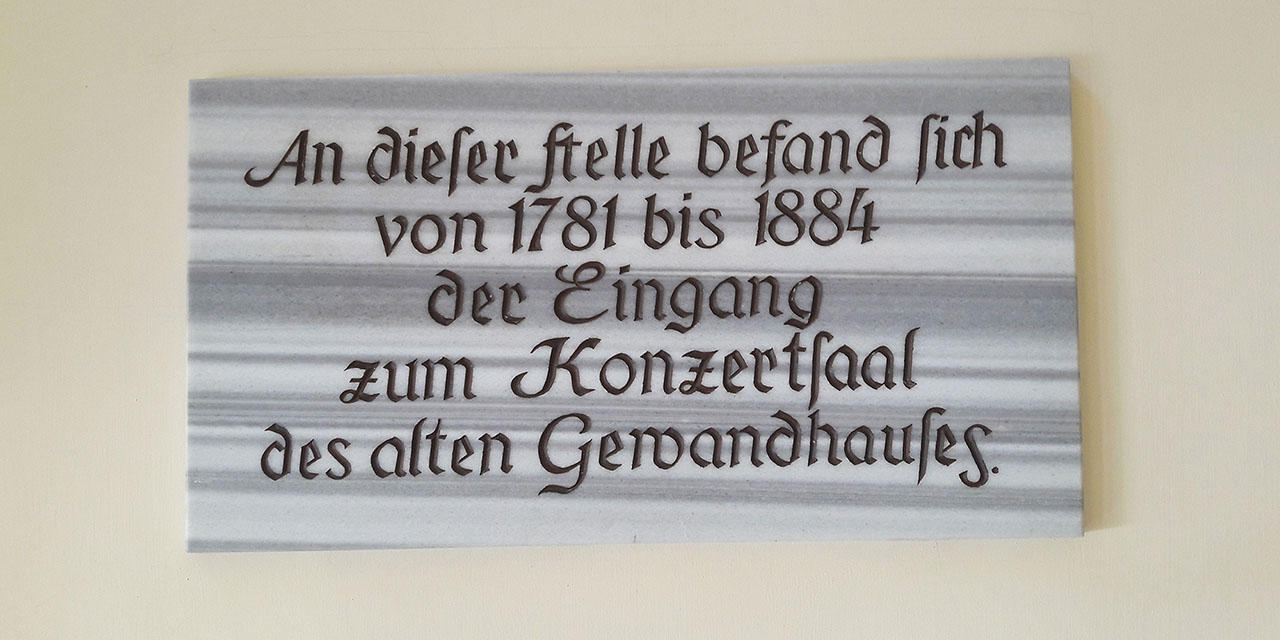 An dieſer ſtelle befand ſich
von 1781 bis 1884
der Eingang
zum Konzertſaal
des alten Gewandhauſes.